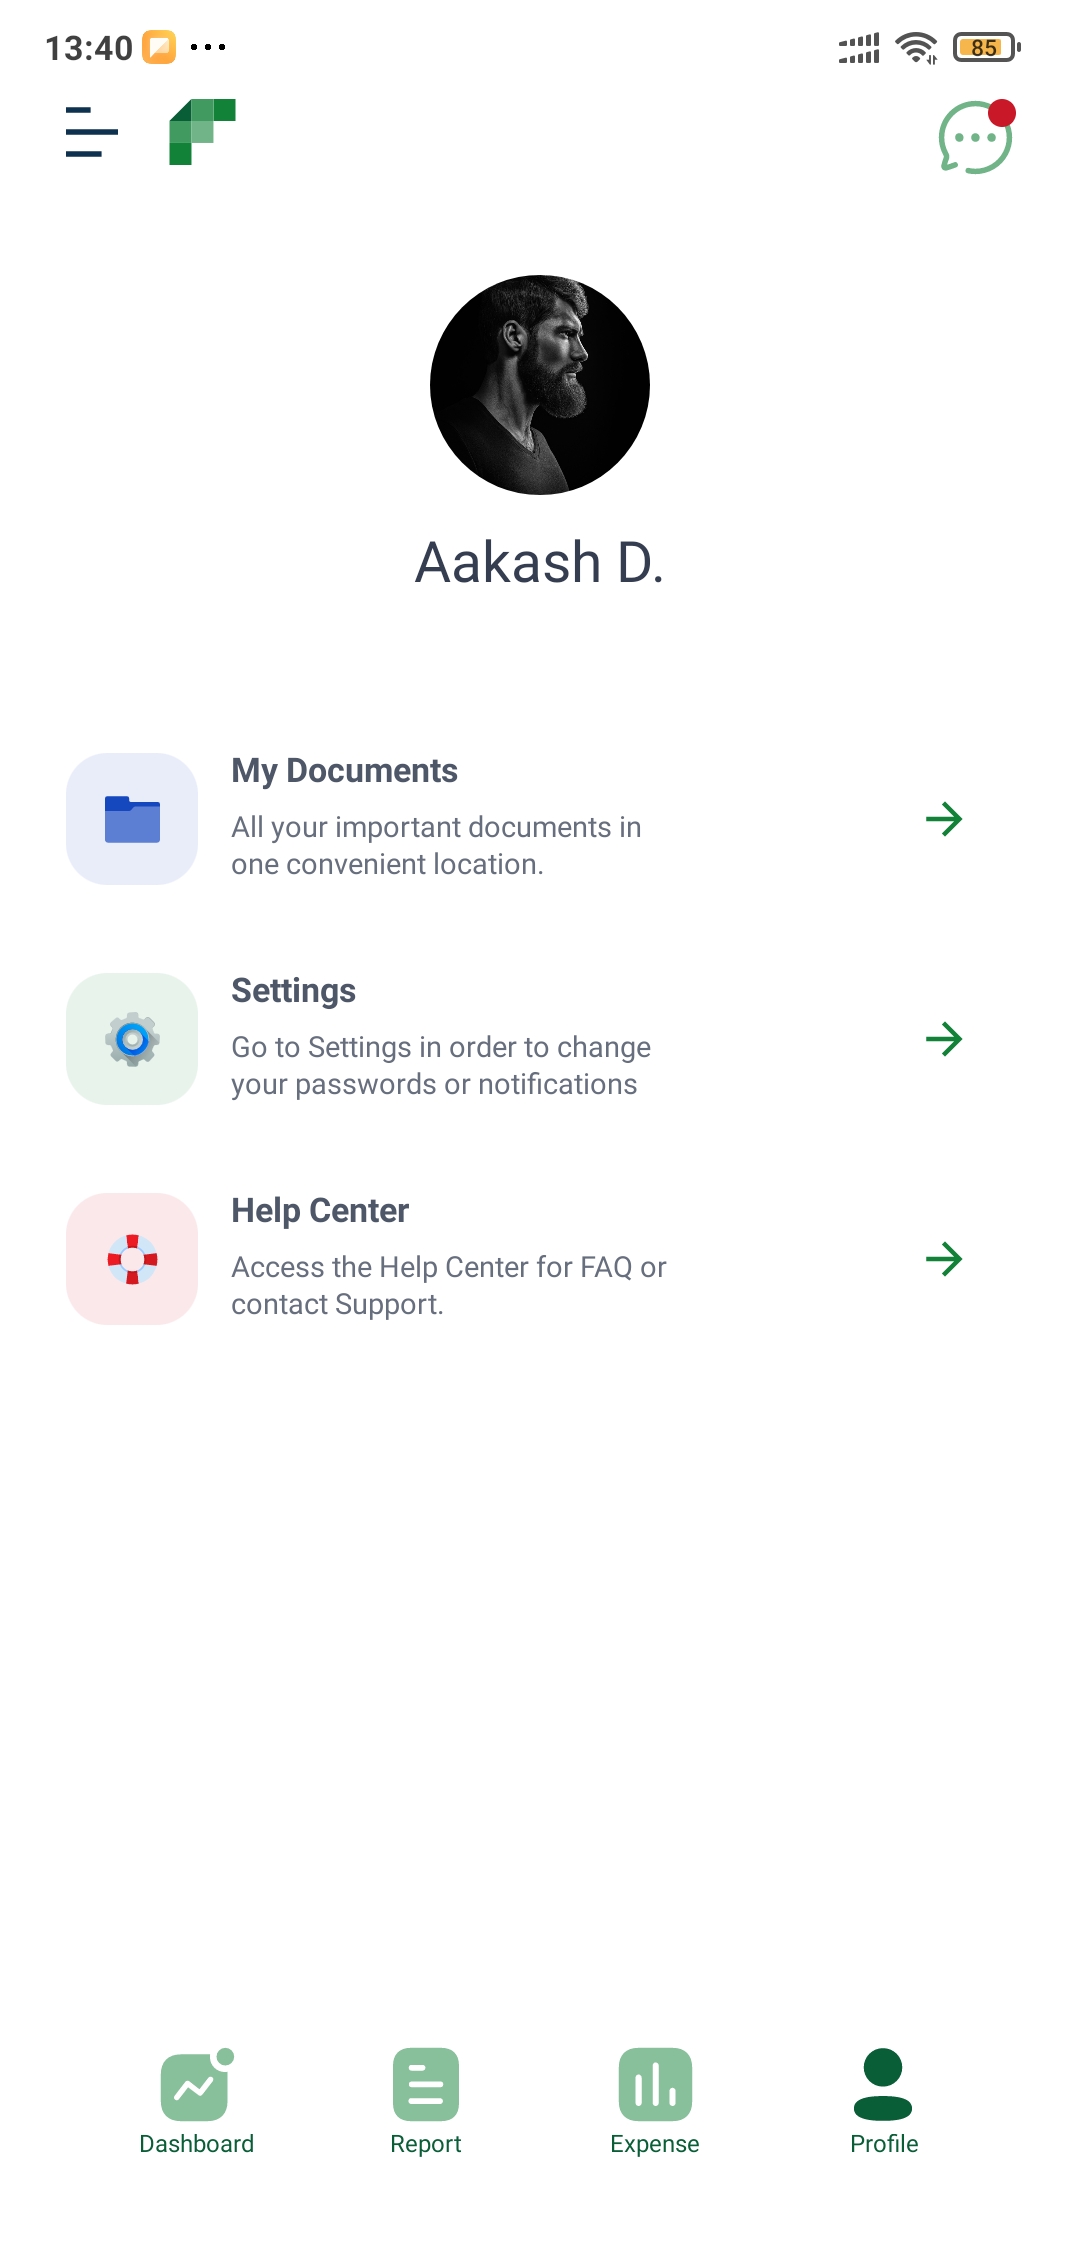 13:40
85
Aakash D.
My Documents
All your important documents in
one convenient location.
Settings
Go to Settings in order to change
your passwords or notifications
Help Center
Access the Help Center for FAQ or
contact Support.
Dashboard
Report
Expense
Profile